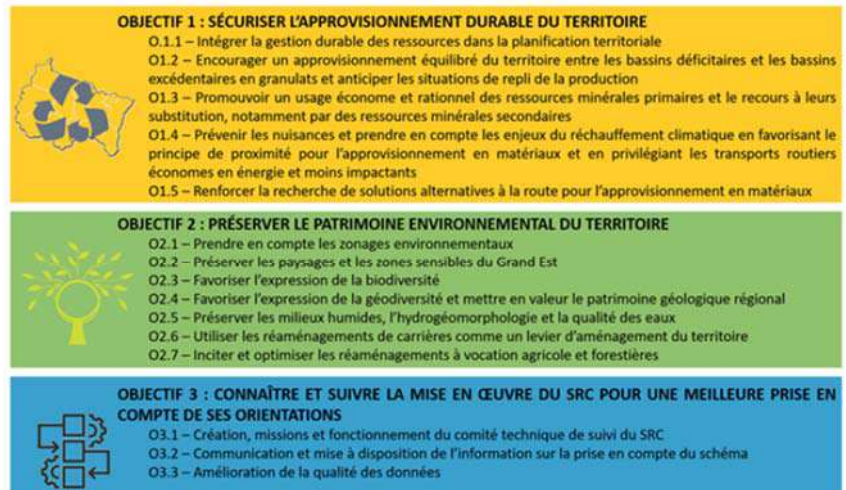 OBJECTIF 1 : SÉCURISER L'APPROVISIONNEMENT DURABLE DU TERRITOIRE
O.1.1 – Intégrer la gestion durable des ressources dans la planification territoriale
O1.2 – Encourager un approvisionnement équilibré du territoire entre les bassins déficitaires et les bassins
excédentaires en granulats et anticiper les situations de repli de la production
O1.3 – Promouvoir un usage économe et rationnel des ressources minérales primaires et le recours à leurs
substitution, notamment par des ressources minérales secondaires
O1.4 – Prévenir les nuisances et prendre en compte les enjeux du réchauffement climatique en favorisant le
principe de proximité pour l'approvisionnement en matériaux et en privilégiant les transports routiers
économes en énergie et moins impactants
O1.5 – Renforcer la recherche de solutions alternatives à la route pour l'approvisionnement en matériaux
OBJECTIF 2 : PRÉSERVER LE PATRIMOINE ENVIRONNEMENTAL DU TERRITOIRE
O2.1 – Prendre en compte les zonages environnementaux
O2.2 – Préserver les paysages et les zones sensibles du Grand Est
O2.3 – Favoriser l'expression de la biodiversité
O2.4 – Favoriser l'expression de la géodiversité et mettre en valeur le patrimoine géologique régional
O2.5 – Préserver les milieux humides, l'hydrogéomorphologie et la qualité des eaux
O2.6 – Utiliser les réaménagements de carrières comme un levier d'aménagement du territoire
O2.7 – Inciter et optimiser les réaménagements à vocation agricole et forestières
OBJECTIF 3 : CONNAÎTRE ET SUIVRE LA MISE EN ŒUVRE DU SRC POUR UNE MEILLEURE PRISE EN
COMPTE DE SES ORIENTATIONS
O3.1 – Création, missions et fonctionnement du comité technique de suivi du SRC
O3.2 – Communication et mise à disposition de l'information sur la prise en compte du schéma
O3.3 – Amélioration de la qualité des données